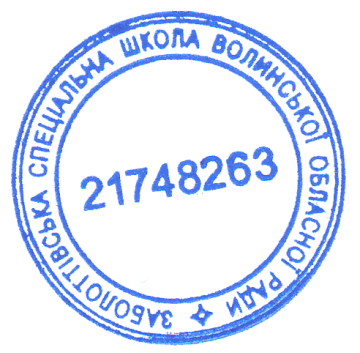 ЗАБОЛОТТІВСЬКА СПЕЦІАЛЬНА ШКОЛА ВОЛИНСЬКОЇ ОБЛАСНОЇ РАДИ
21748263